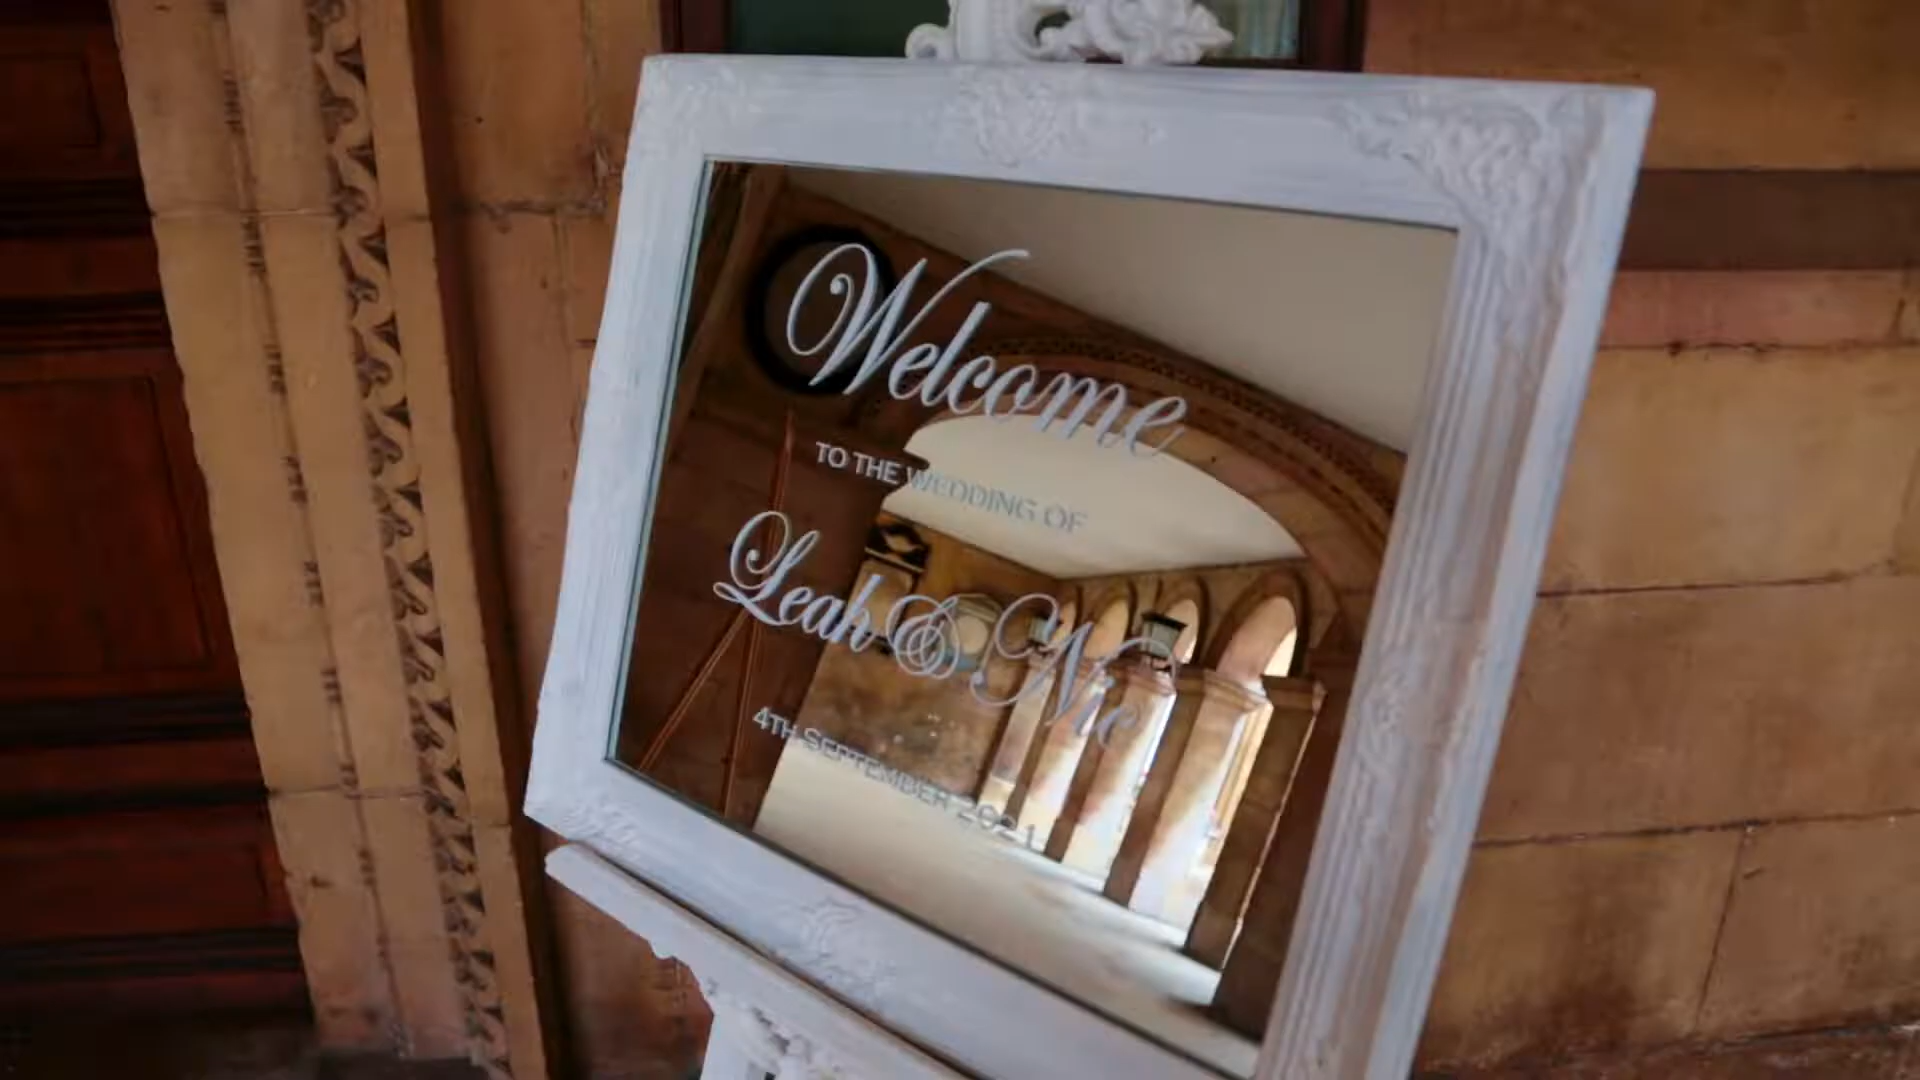 Welcome
TO THE WEDDING OF
Leah & Nic
4TH SEPTEMBER 2021